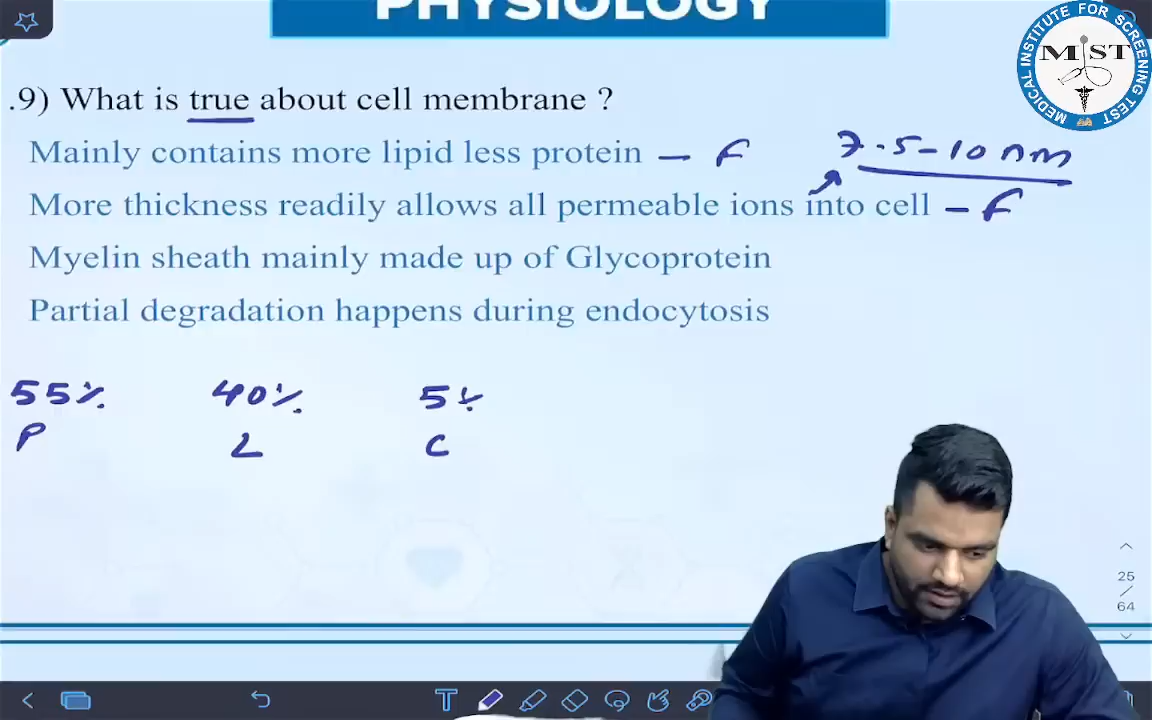 PHYSIOLOGY
MEDICAL INSTITUTE FOR SCREENING TEST
MIST
.9) What is true about cell membrane ?
Mainly contains more lipid less protein – F
7.5-10 nm
More thickness readily allows all permeable ions into cell – F
Myelin sheath mainly made up of Glycoprotein
Partial degradation happens during endocytosis
55% 40% 5%
P L C
25
/
64
T